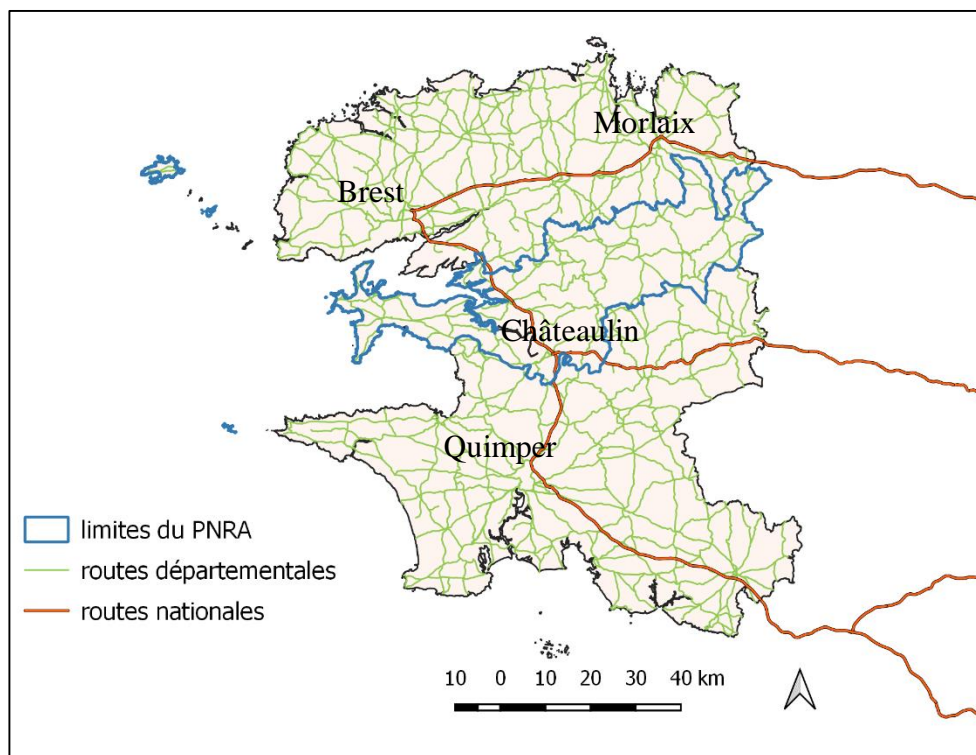 Morlaix
Brest
Châteaulin
Quimper
limites du PNRA
routes départementales
routes nationales
10 0 10 20 30 40 km